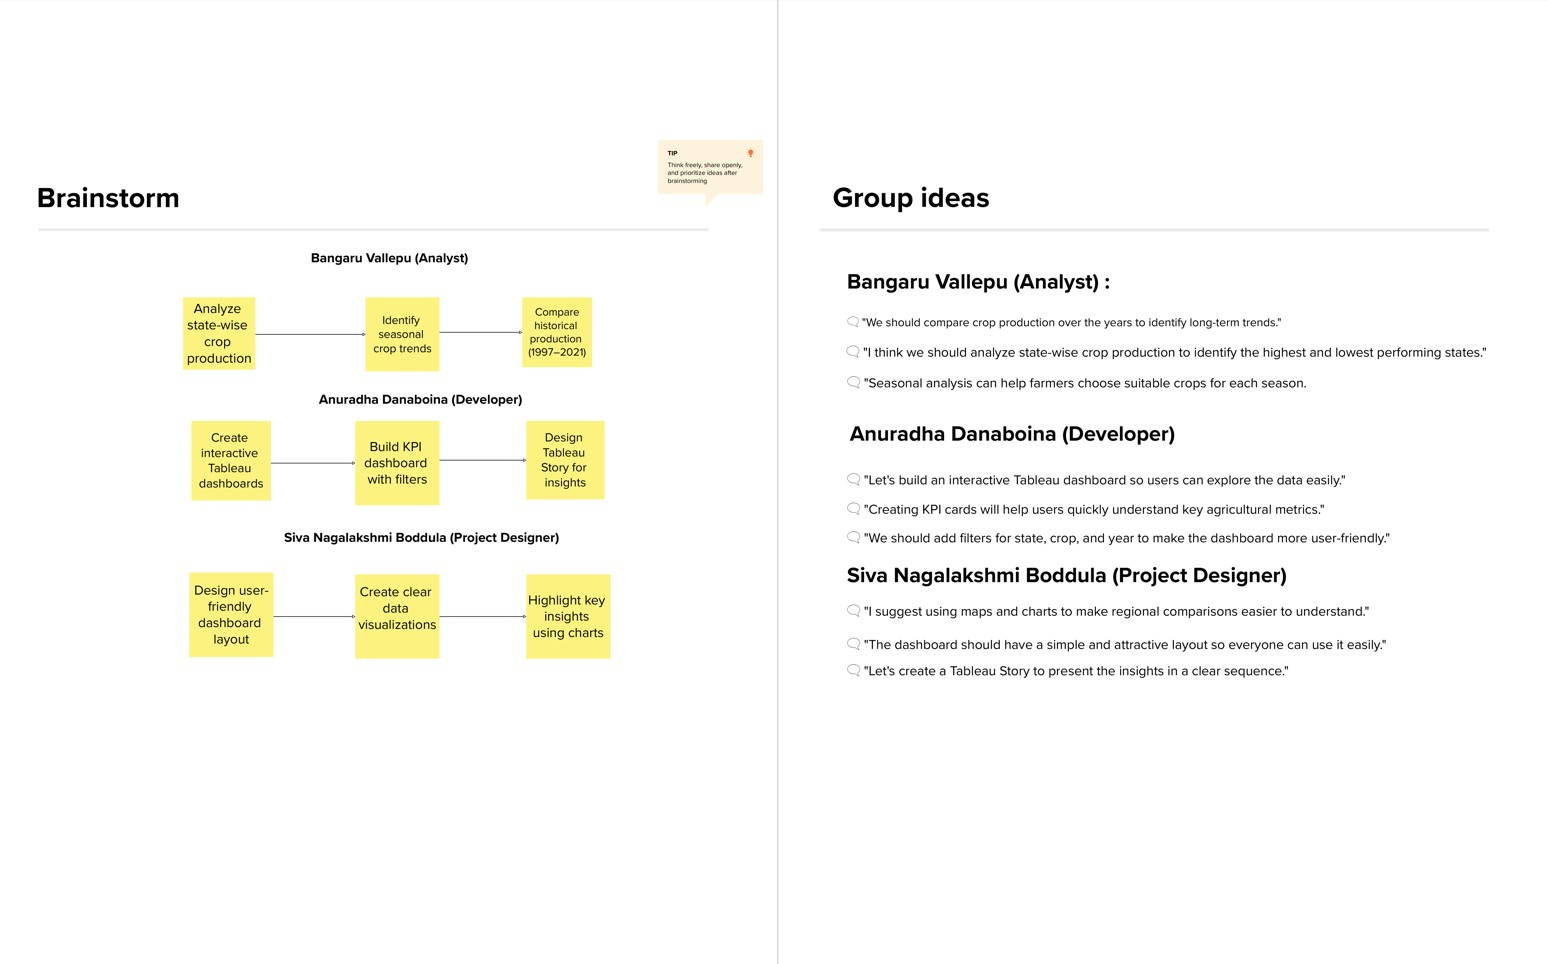 TIP
Think freely, share openly,
and prioritize ideas after
brainstorming
Brainstorm
Bangaru Vallepu (Analyst)
Analyze
state-wise
crop
production
Identify
seasonal
crop trends
Compare
historical
production
(1997–2021)
Anuradha Danaboina (Developer)
Create
interactive
Tableau
dashboards
Build KPI
dashboard
with filters
Design
Tableau
Story for
insights
Siva Nagalakshmi Boddula (Project Designer)
Design user-
friendly
dashboard
layout
Create clear
data
visualizations
Highlight key
insights
using charts
Group ideas
Bangaru Vallepu (Analyst) :
"We should compare crop production over the years to identify long-term trends."
"I think we should analyze state-wise crop production to identify the highest and lowest performing states."
"Seasonal analysis can help farmers choose suitable crops for each season.
Anuradha Danaboina (Developer)
"Let's build an interactive Tableau dashboard so users can explore the data easily."
"Creating KPI cards will help users quickly understand key agricultural metrics."
"We should add filters for state, crop, and year to make the dashboard more user-friendly."
Siva Nagalakshmi Boddula (Project Designer)
"I suggest using maps and charts to make regional comparisons easier to understand."
"The dashboard should have a simple and attractive layout so everyone can use it easily."
"Let's create a Tableau Story to present the insights in a clear sequence."